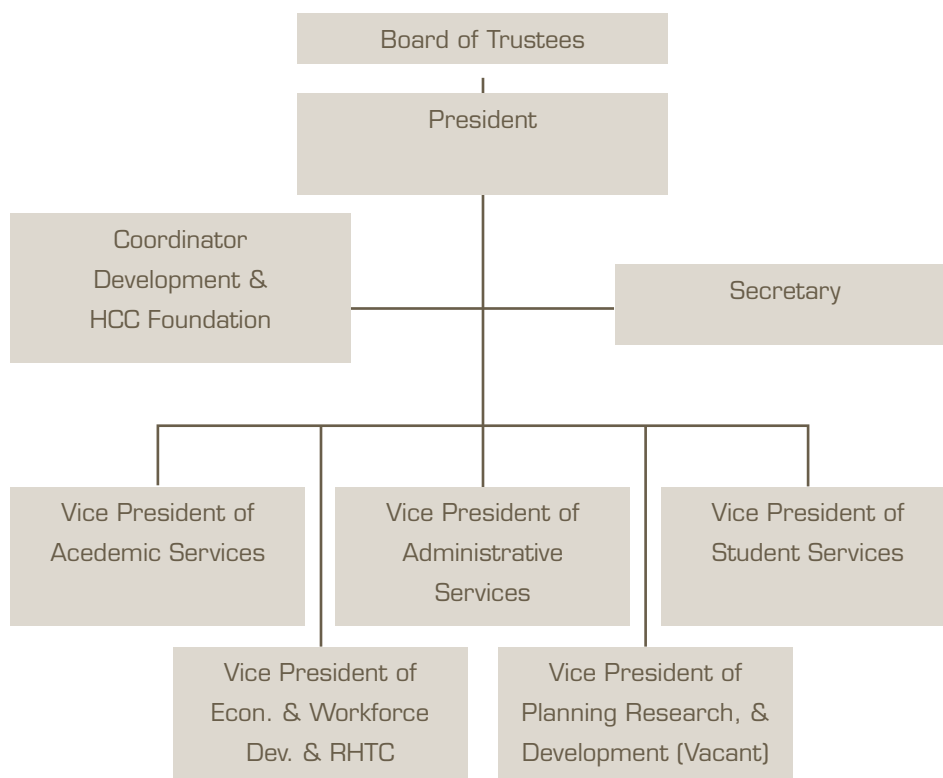 Board of Trustees
President
Coordinator
Development &
HCC Foundation
Secretary
Vice President of
Acedemic Services
Vice President of
Administrative
Services
Vice President of
Student Services
Vice President of
Econ. & Workforce
Dev. & RHTC
Vice President of
Planning Research, &
Development (Vacant)